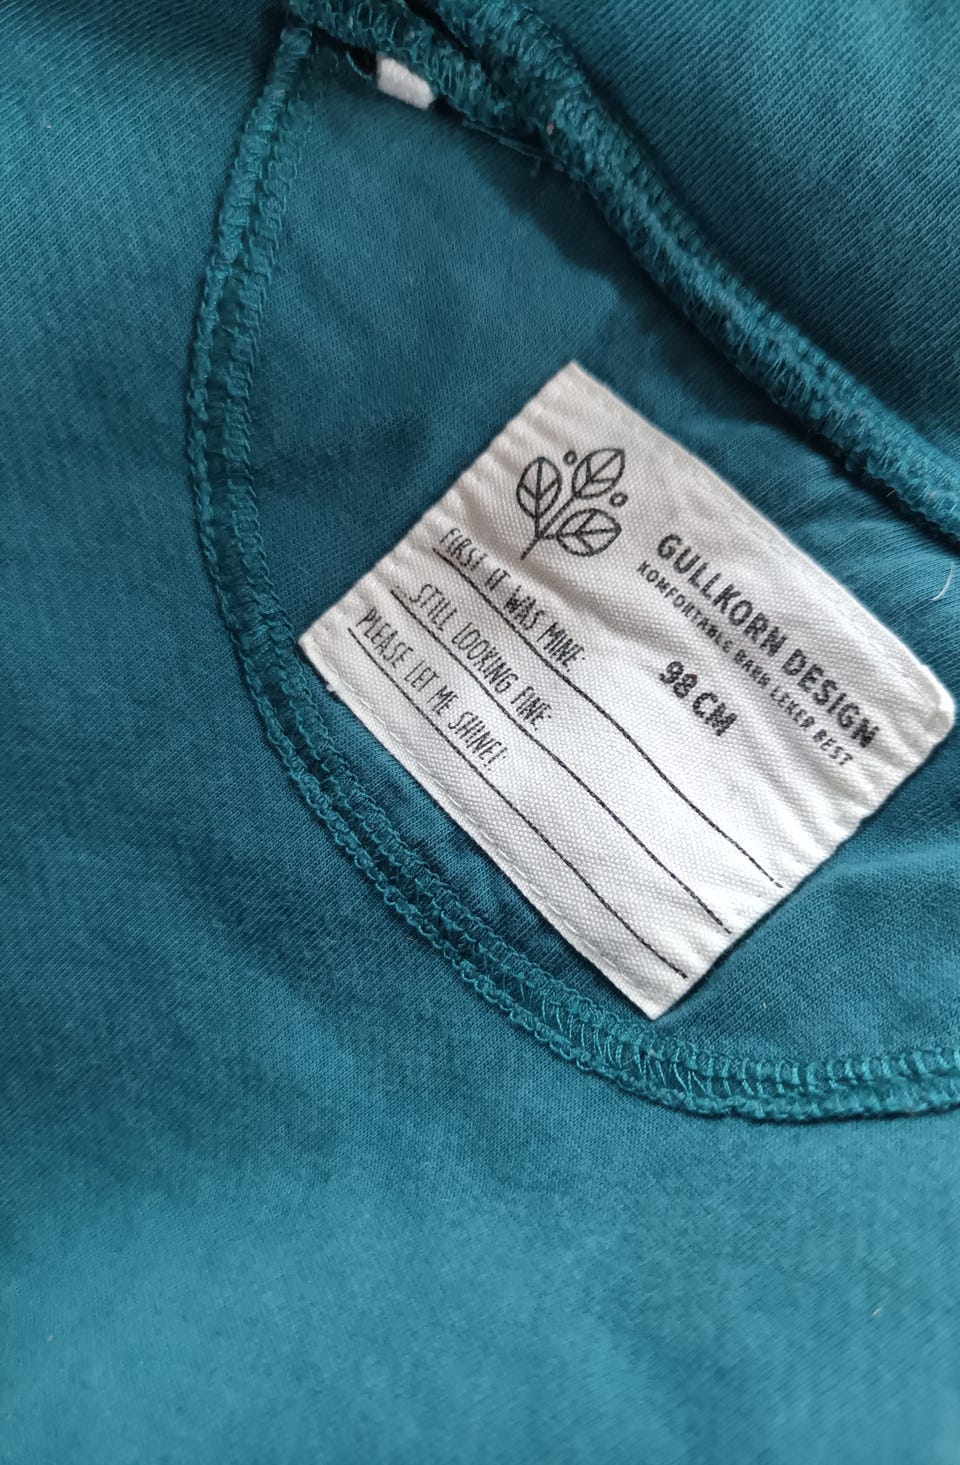 GULLKORN DESIGN
KOMFORTABLE BARN LEKER BEST
98 CM
FIRST IT WAS MINE:
STILL LOOKING FINE:
PLEASE LET ME SHINE!: